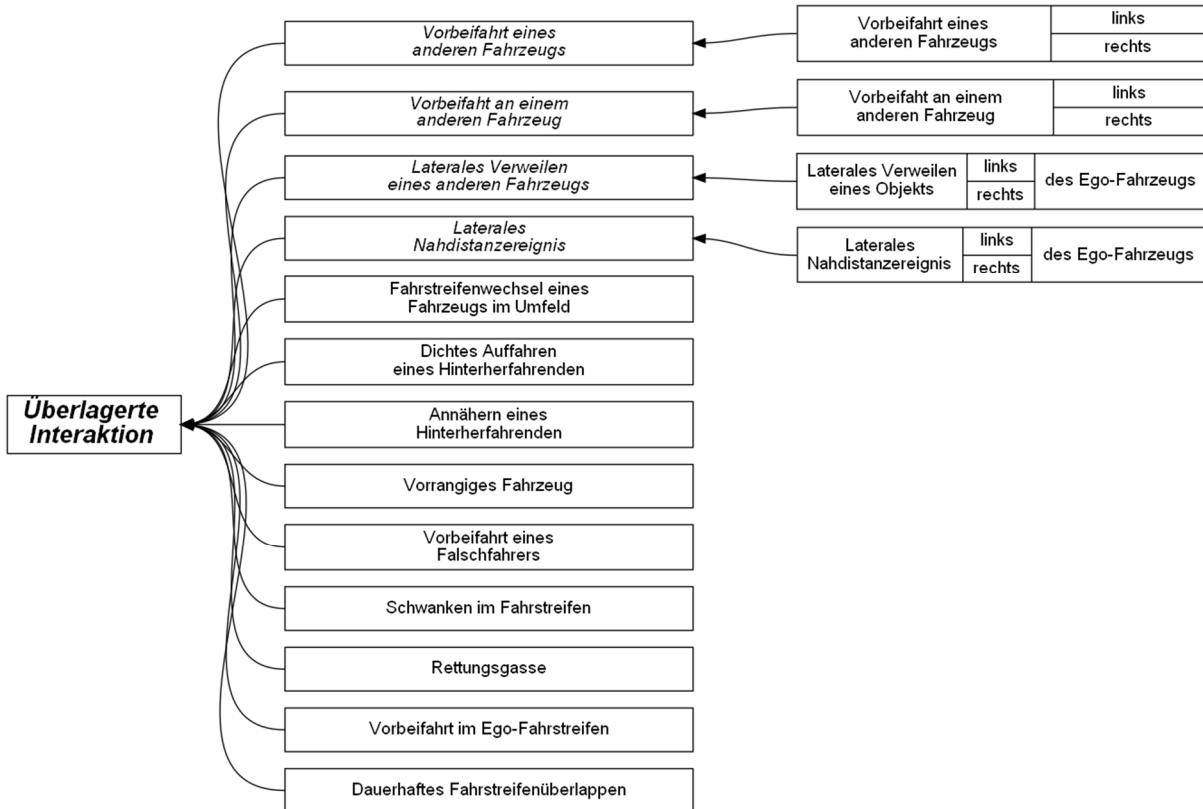 Vorbeifahrt eines
anderen Fahrzeugs
Vorbeifahrt eines
anderen Fahrzeugs
links
rechts
Vorbeifaht an einem
anderen Fahrzeug
Vorbeifaht an einem
anderen Fahrzeug
links
rechts
Laterales Verweilen
eines anderen Fahrzeugs
Laterales Verweilen
eines Objekts
links
rechts
des Ego-Fahrzeugs
Laterales
Nahdistanzereignis
Laterales
Nahdistanzereignis
links
rechts
des Ego-Fahrzeugs
Fahrstreifenwechsel eines
Fahrzeugs im Umfeld
Dichtes Auffahren
eines Hinterherfahrenden
Überlagerte
Interaktion
Annähern eines
Hinterherfahrenden
Vorrangiges Fahrzeug
Vorbeifahrt eines
Falschfahrers
Schwanken im Fahrstreifen
Rettungsgasse
Vorbeifahrt im Ego-Fahrstreifen
Dauerhaftes Fahrstreifenüberlappen